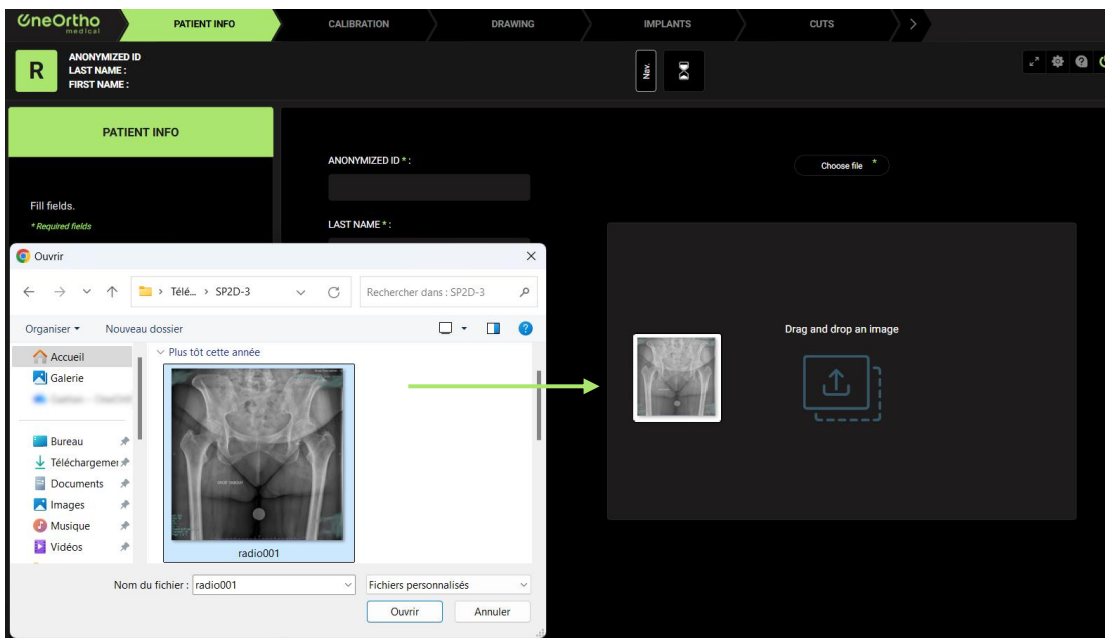 OneOrtho
medical
PATIENT INFO
CALIBRATION
DRAWING
IMPLANTS
CUTS
R
ANONYMIZED ID
LAST NAME :
FIRST NAME :
Nav.
PATIENT INFO
Fill fields.
* Required fields
ANONYMIZED ID * :
LAST NAME * :
Choose file *
Drag and drop an image
Ouvrir
Télé... > SP2D-3
Rechercher dans : SP2D-3
Organiser
Nouveau dossier
Accueil
Galerie
Bureau
Téléchargemer
Documents
Images
Musique
Vidéos
Plus tôt cette année
radio001
Nom du fichier : radio001
Fichiers personnalisés
Ouvrir
Annuler